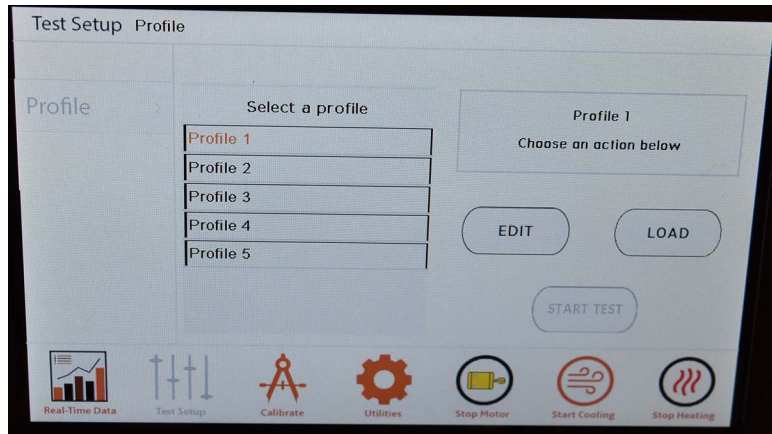 Test Setup Profile
Profile
Select a profile
Profile 1
Profile 2
Profile 3
Profile 4
Profile 5
Profile 1
Choose an action below
EDIT
LOAD
START TEST
Real-Time Data
Test Setup
Calibrate
Utilities
Stop Motor
Start Cooling
Stop Heating